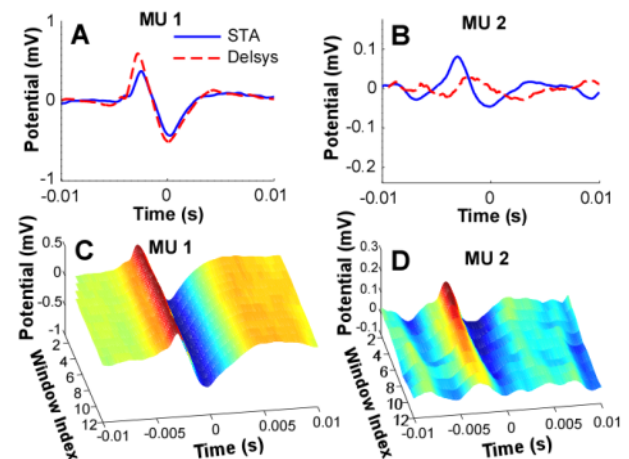 A
MU 1
STA
Delsys
Potential (mV)
1
0
-1
-0.01
0
0.01
Time (s)
B
MU 2
Potential (mV)
0.1
0
-0.1
-0.2
-0.01
0
0.01
Time (s)
C
MU 1
Potential (mV)
0.5
0
-0.5
-1
2
4
6
8
10
12
Window Index
-0.01
-0.005
0
0.005
0.01
Time (s)
D
MU 2
Potential (mV)
0.3
0.2
0.1
0
-0.1
2
4
6
8
10
12
Window Index
-0.01
-0.005
0
0.005
0.01
Time (s)